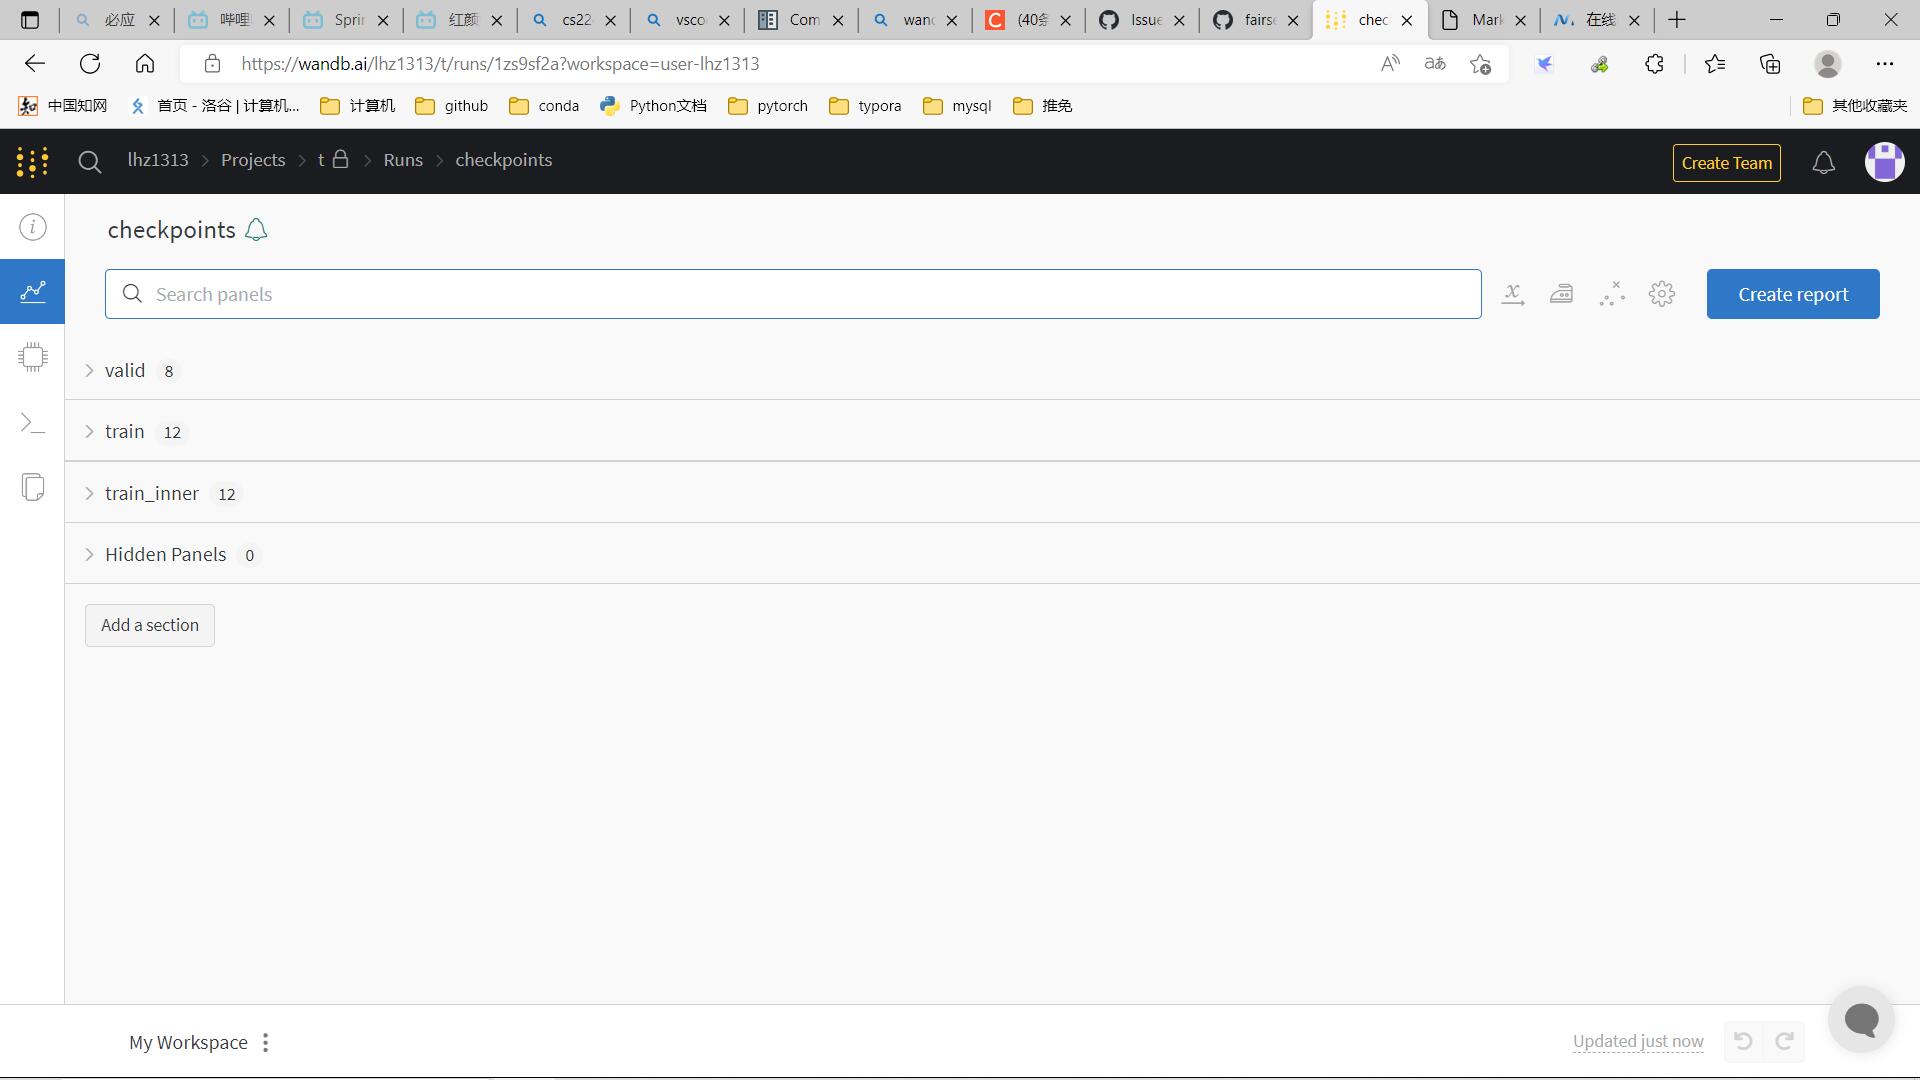 必应
哔哩
Sprin
红颜
cs22
vsco
Com
wand
(40条
Issue
fairse
chec
Mark
在线
https://wandb.ai/lhz1313/t/runs/1zs9sf2a?workspace=user-lhz1313
中国知网
首页 - 洛谷 | 计算机...
计算机
github
conda
Python文档
pytorch
typora
mysql
推免
其他收藏夹
lhz1313 > Projects > t > Runs > checkpoints
Create Team
checkpoints
Search panels
Create report
valid 8
train 12
train_inner 12
Hidden Panels 0
Add a section
My Workspace
Updated just now